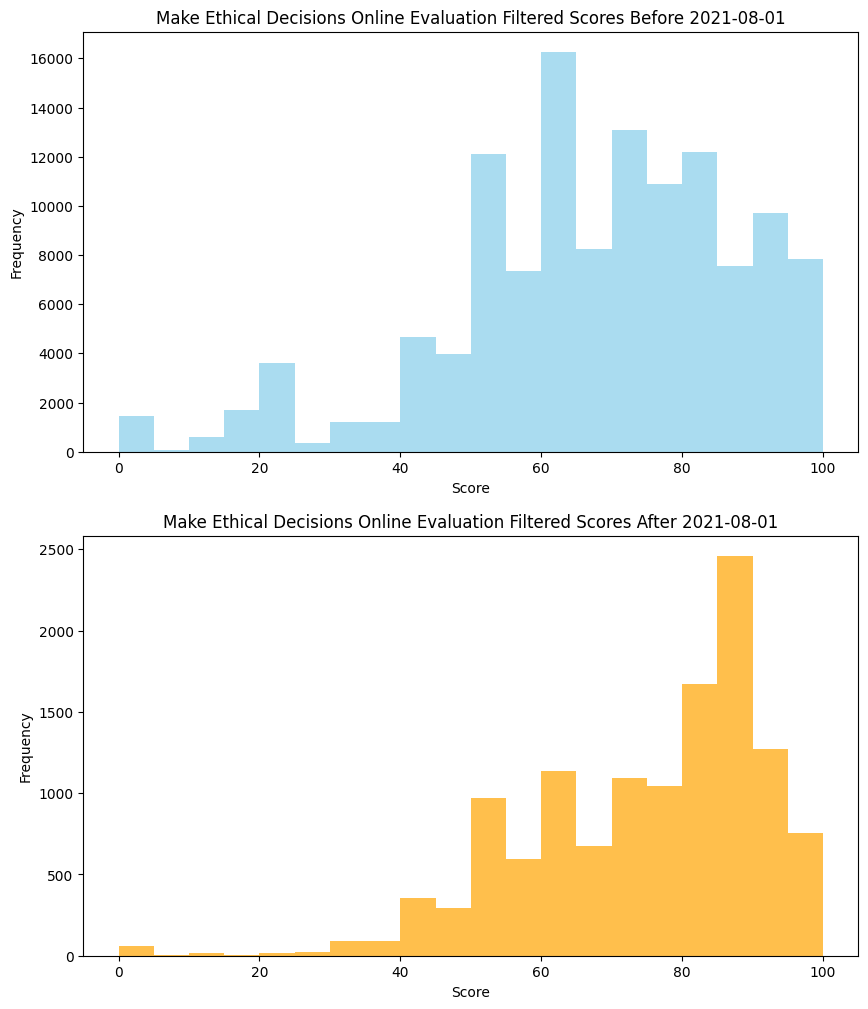 Make Ethical Decisions Online Evaluation Filtered Scores Before 2021-08-01
16000
14000
12000
10000
8000
6000
4000
2000
0
Frequency
0 20 40 60 80 100
Score
Make Ethical Decisions Online Evaluation Filtered Scores After 2021-08-01
2500
2000
1500
1000
500
0
Frequency
0 20 40 60 80 100
Score